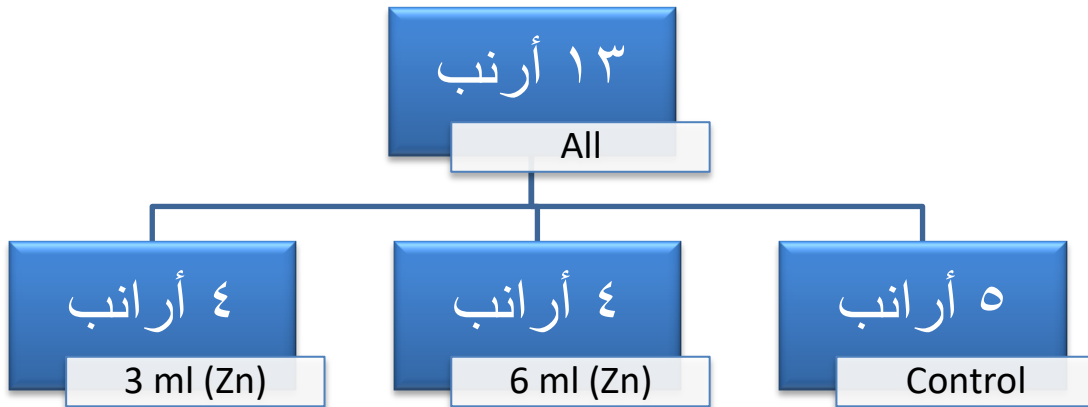 ١٣ أرنب
All
٤ أرانب
3 ml (Zn)
٤ أرانب
6 ml (Zn)
٥ أرانب
Control